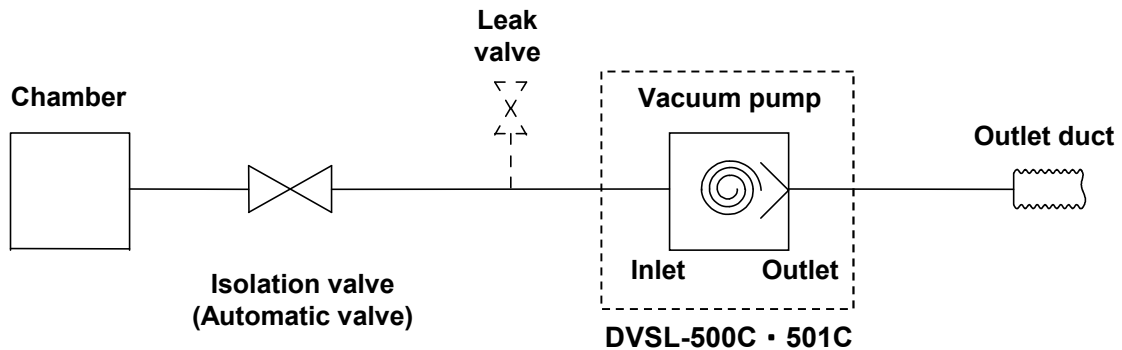 Leak
valve
Chamber
Vacuum pump
Outlet duct
Inlet
Outlet
Isolation valve
(Automatic valve)
DVSL-500C・501C